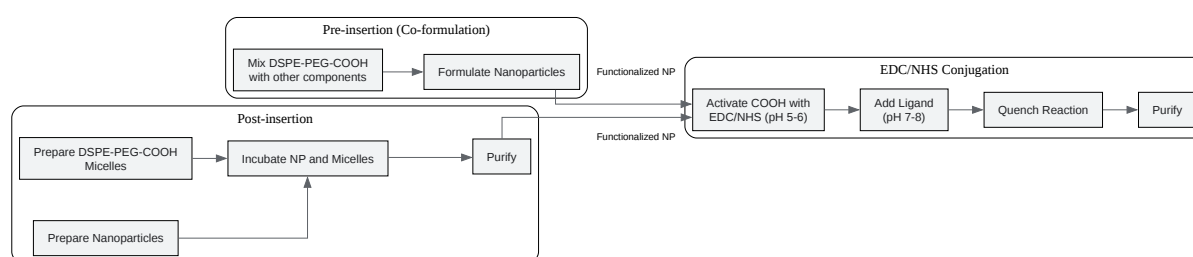 Pre-insertion (Co-formulation)
Mix DSPE-PEG-COOH
with other components
Formulate Nanoparticles
Functionalized NP
Post-insertion
Prepare DSPE-PEG-COOH
Micelles
Incubate NP and Micelles
Purify
Prepare Nanoparticles
Functionalized NP
EDC/NHS Conjugation
Activate COOH with
EDC/NHS (pH 5-6)
Add Ligand
(pH 7-8)
Quench Reaction
Purify